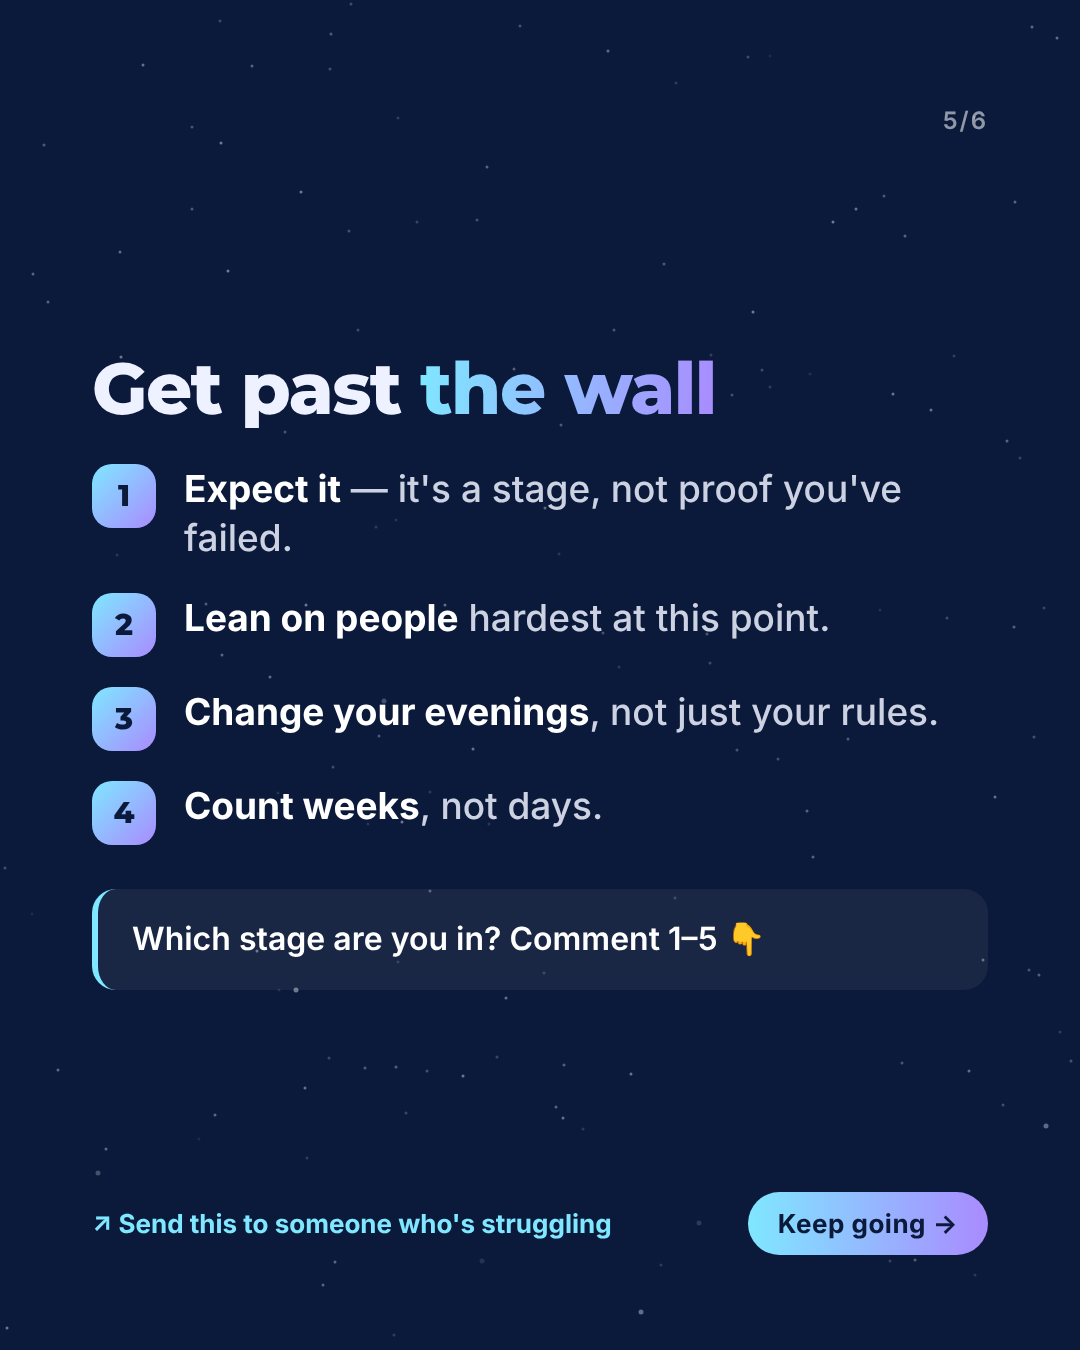 5/6
Get past the wall
1 Expect it — it's a stage, not proof you've
failed.
2 Lean on people hardest at this point.
3 Change your evenings, not just your rules.
4 Count weeks, not days.
Which stage are you in? Comment 1–5 👇
↗ Send this to someone who's struggling
Keep going →